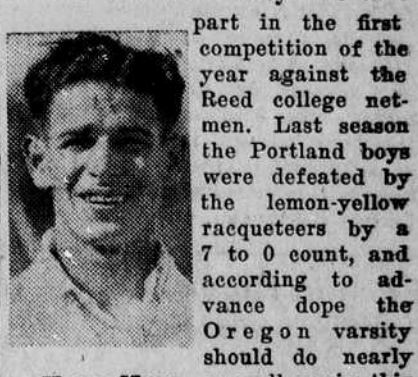 part in the first
competition of the
year against the
Reed college net-
men. Last season
the Portland boys
were defeated by
the lemon-yellow
racqueteers by a
7 to 0 count, and
according to ad-
vance dope the
Oregon varsity
should do nearly